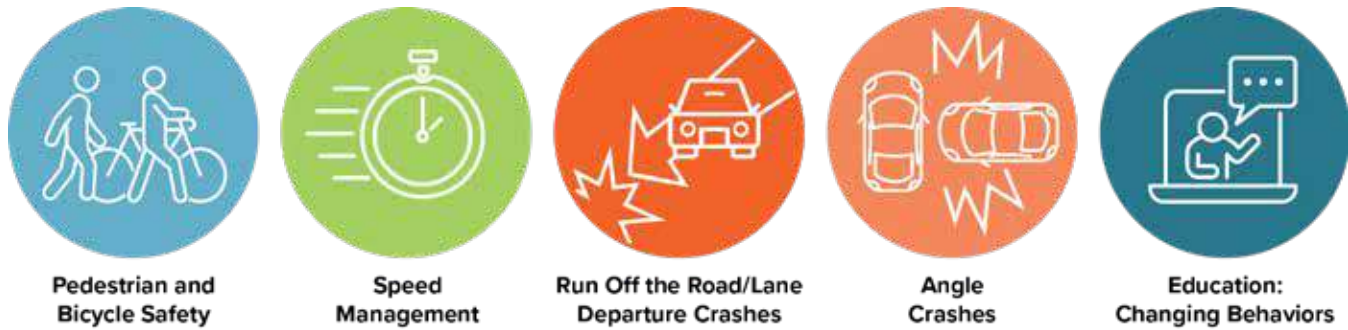 Pedestrian and
Bicycle Safety
Speed
Management
Run Off the Road/Lane
Departure Crashes
Angle
Crashes
Education:
Changing Behaviors